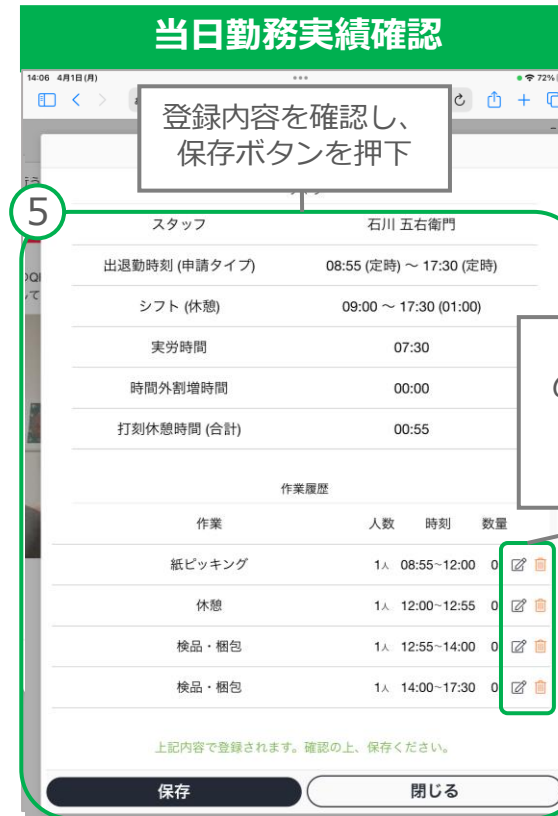 当日勤務実績確認
14:06 4月1日(月)
72%
登録内容を確認し、
保存ボタンを押下
5
スタッフ 石川 五右衛門
出退勤時刻 (申請タイプ) 08:55 (定時) ～ 17:30 (定時)
シフト (休憩) 09:00 ～ 17:30 (01:00)
実労時間 07:30
時間外割増時間 00:00
打刻休憩時間 (合計) 00:55
作業履歴
作業 人数 時刻 数量
紙ピッキング 1人 08:55~12:00 0
休憩 1人 12:00~12:55 0
検品・梱包 1人 12:55~14:00 0
検品・梱包 1人 14:00~17:30 0
上記内容で登録されます。確認の上、保存ください。
保存 閉じる